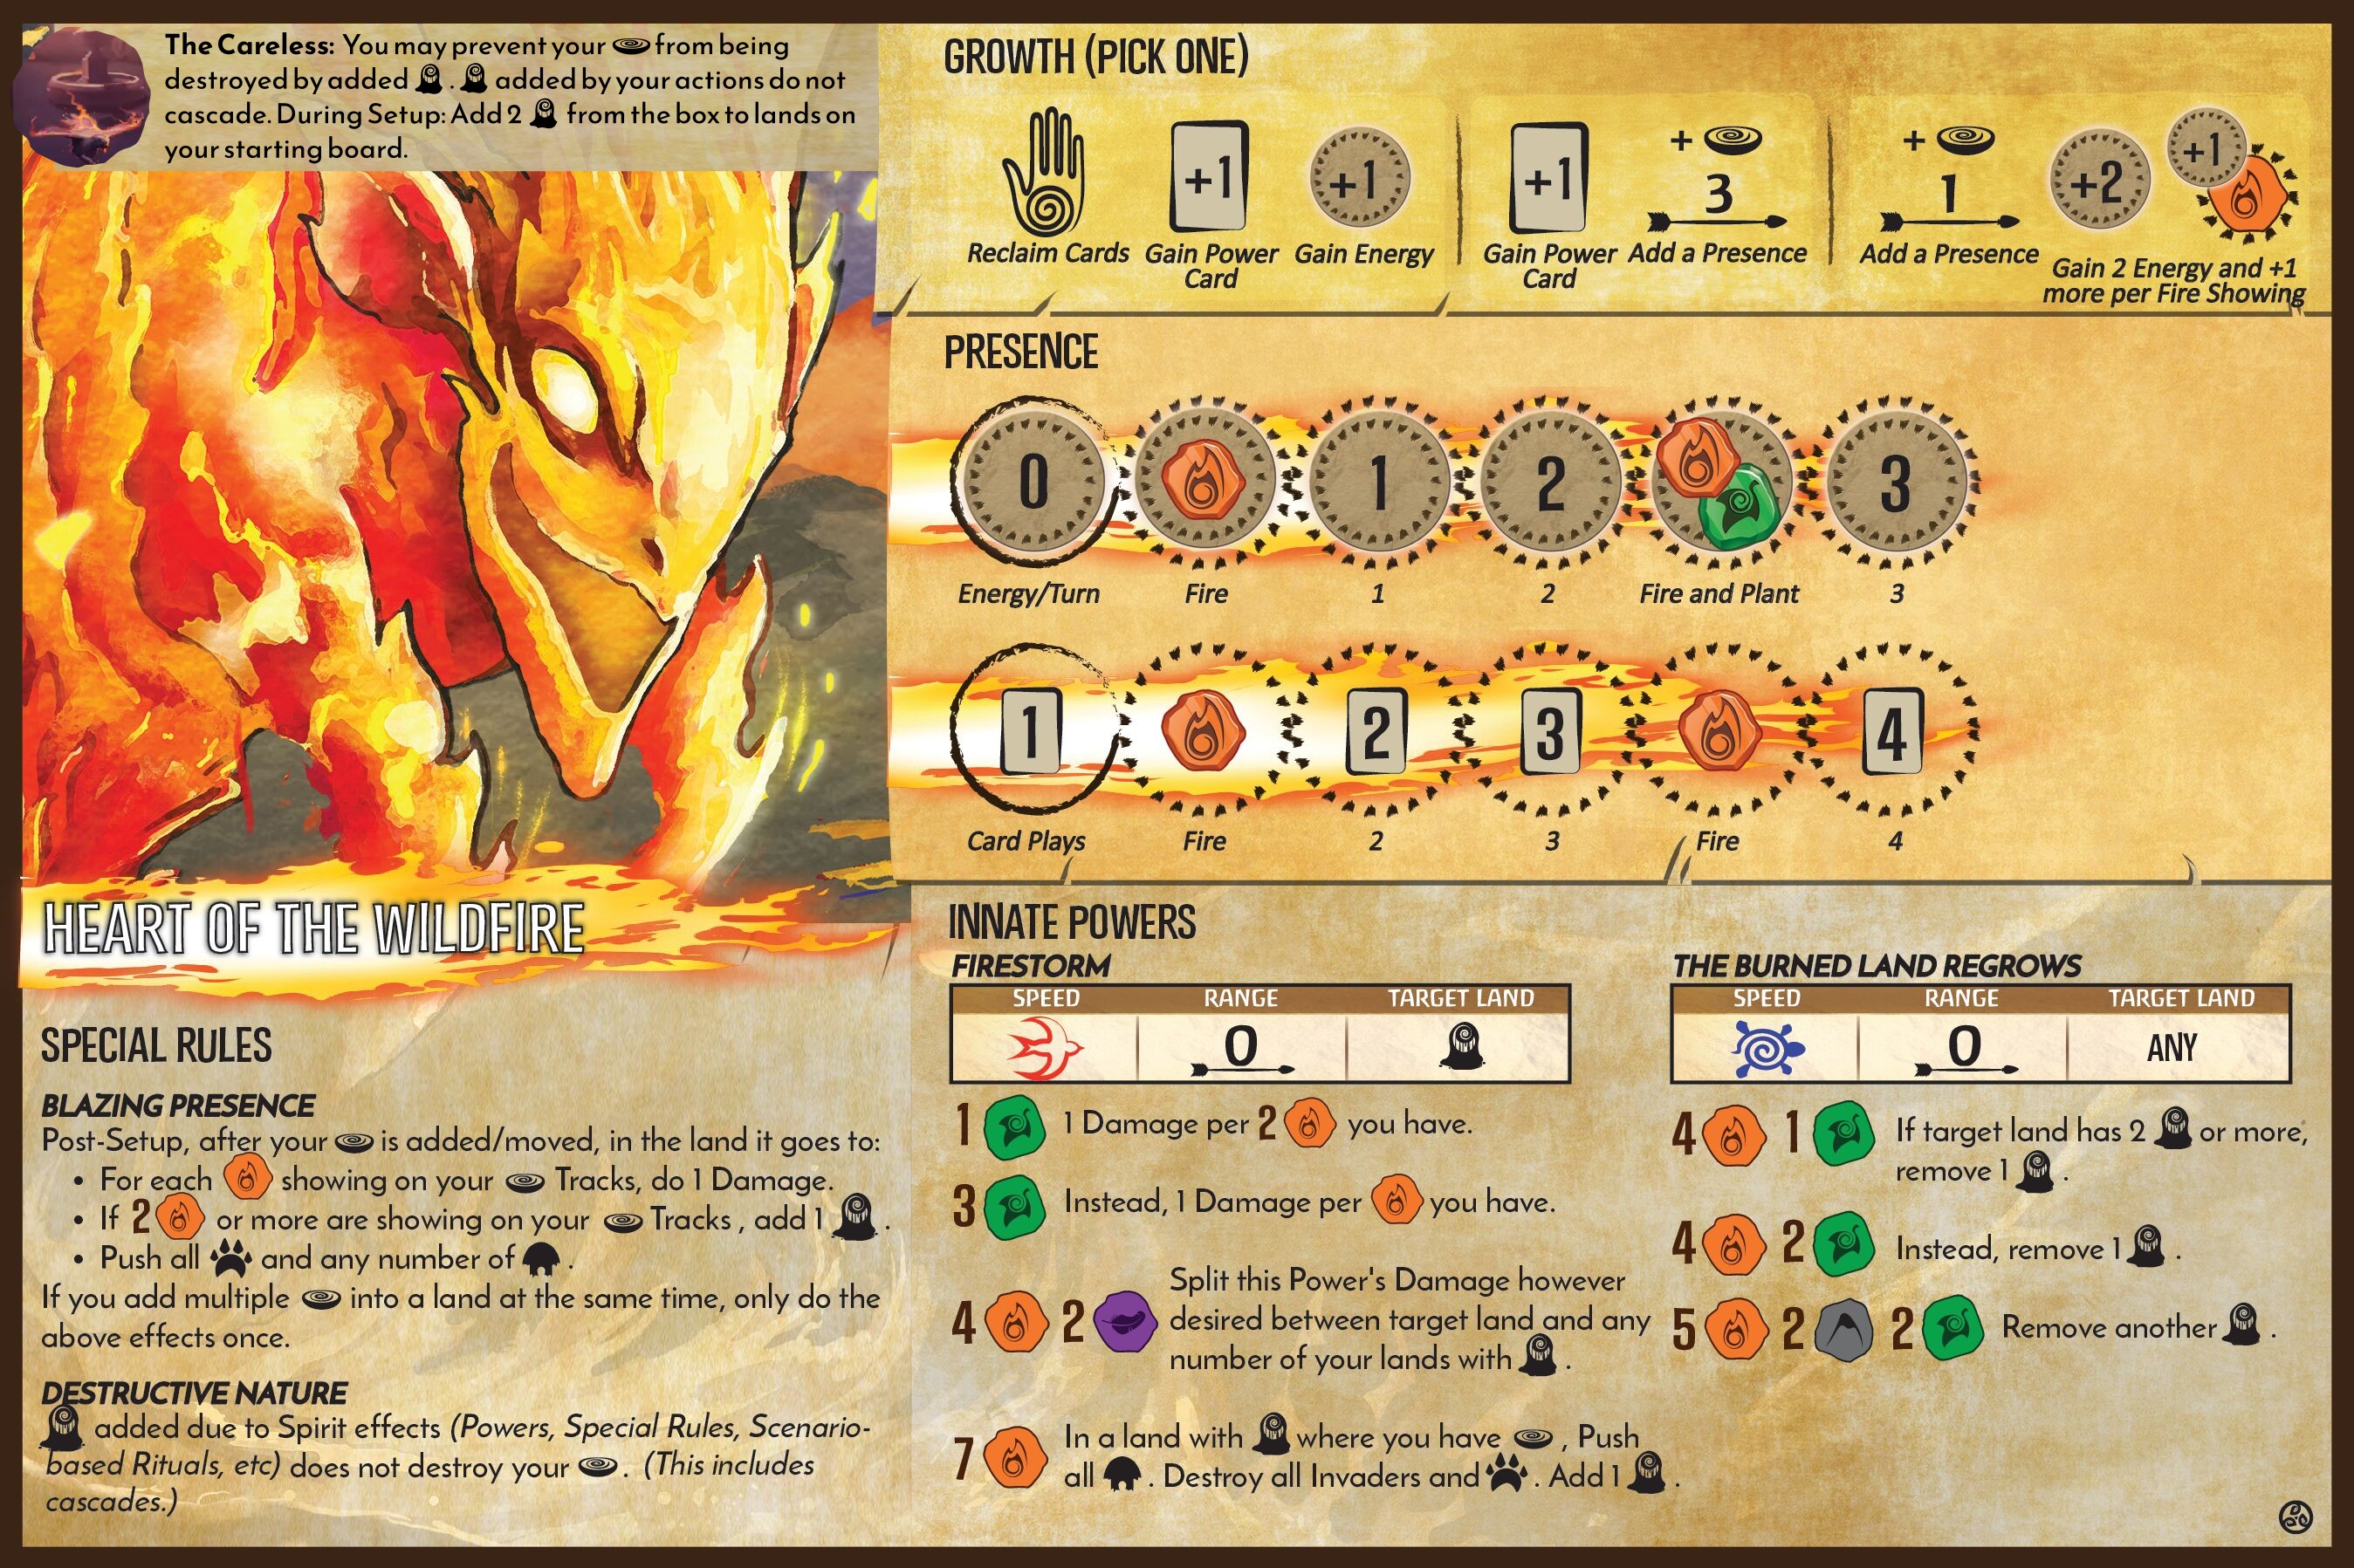 The Careless: You may prevent your from being
destroyed by added . added by your actions do not
cascade. During Setup: Add 2 from the box to lands on
your starting board.
GROWTH (PICK ONE)
+1 +1 +1 + 3 + 1 +2 +1
Reclaim Cards Gain Power Card Gain Energy Gain Power Card Add a Presence Add a Presence
Gain 2 Energy and +1
more per Fire Showing
PRESENCE
0 1 2 3
Energy/Turn Fire 1 2 Fire and Plant 3
1 2 3 4
Card Plays Fire 2 3 Fire 4
HEART OF THE WILDFIRE
SPECIAL RULES
BLAZING PRESENCE
Post-Setup, after your is added/moved, in the land it goes to:
• For each showing on your Tracks, do 1 Damage.
• If 2 or more are showing on your Tracks , add 1 .
• Push all and any number of .
If you add multiple into a land at the same time, only do the
above effects once.
DESTRUCTIVE NATURE
added due to Spirit effects (Powers, Special Rules, Scenario-
based Rituals, etc) does not destroy your . (This includes
cascades.)
INNATE POWERS
FIRESTORM
SPEED RANGE TARGET LAND
0
1 1 Damage per 2 you have.
3 Instead, 1 Damage per you have.
4 2 Split this Power's Damage however
desired between target land and any
number of your lands with .
7 In a land with where you have , Push
all . Destroy all Invaders and . Add 1 .
THE BURNED LAND REGROWS
SPEED RANGE TARGET LAND
0 ANY
4 1 If target land has 2 or more,
remove 1 .
4 2 Instead, remove 1 .
5 2 2 Remove another .